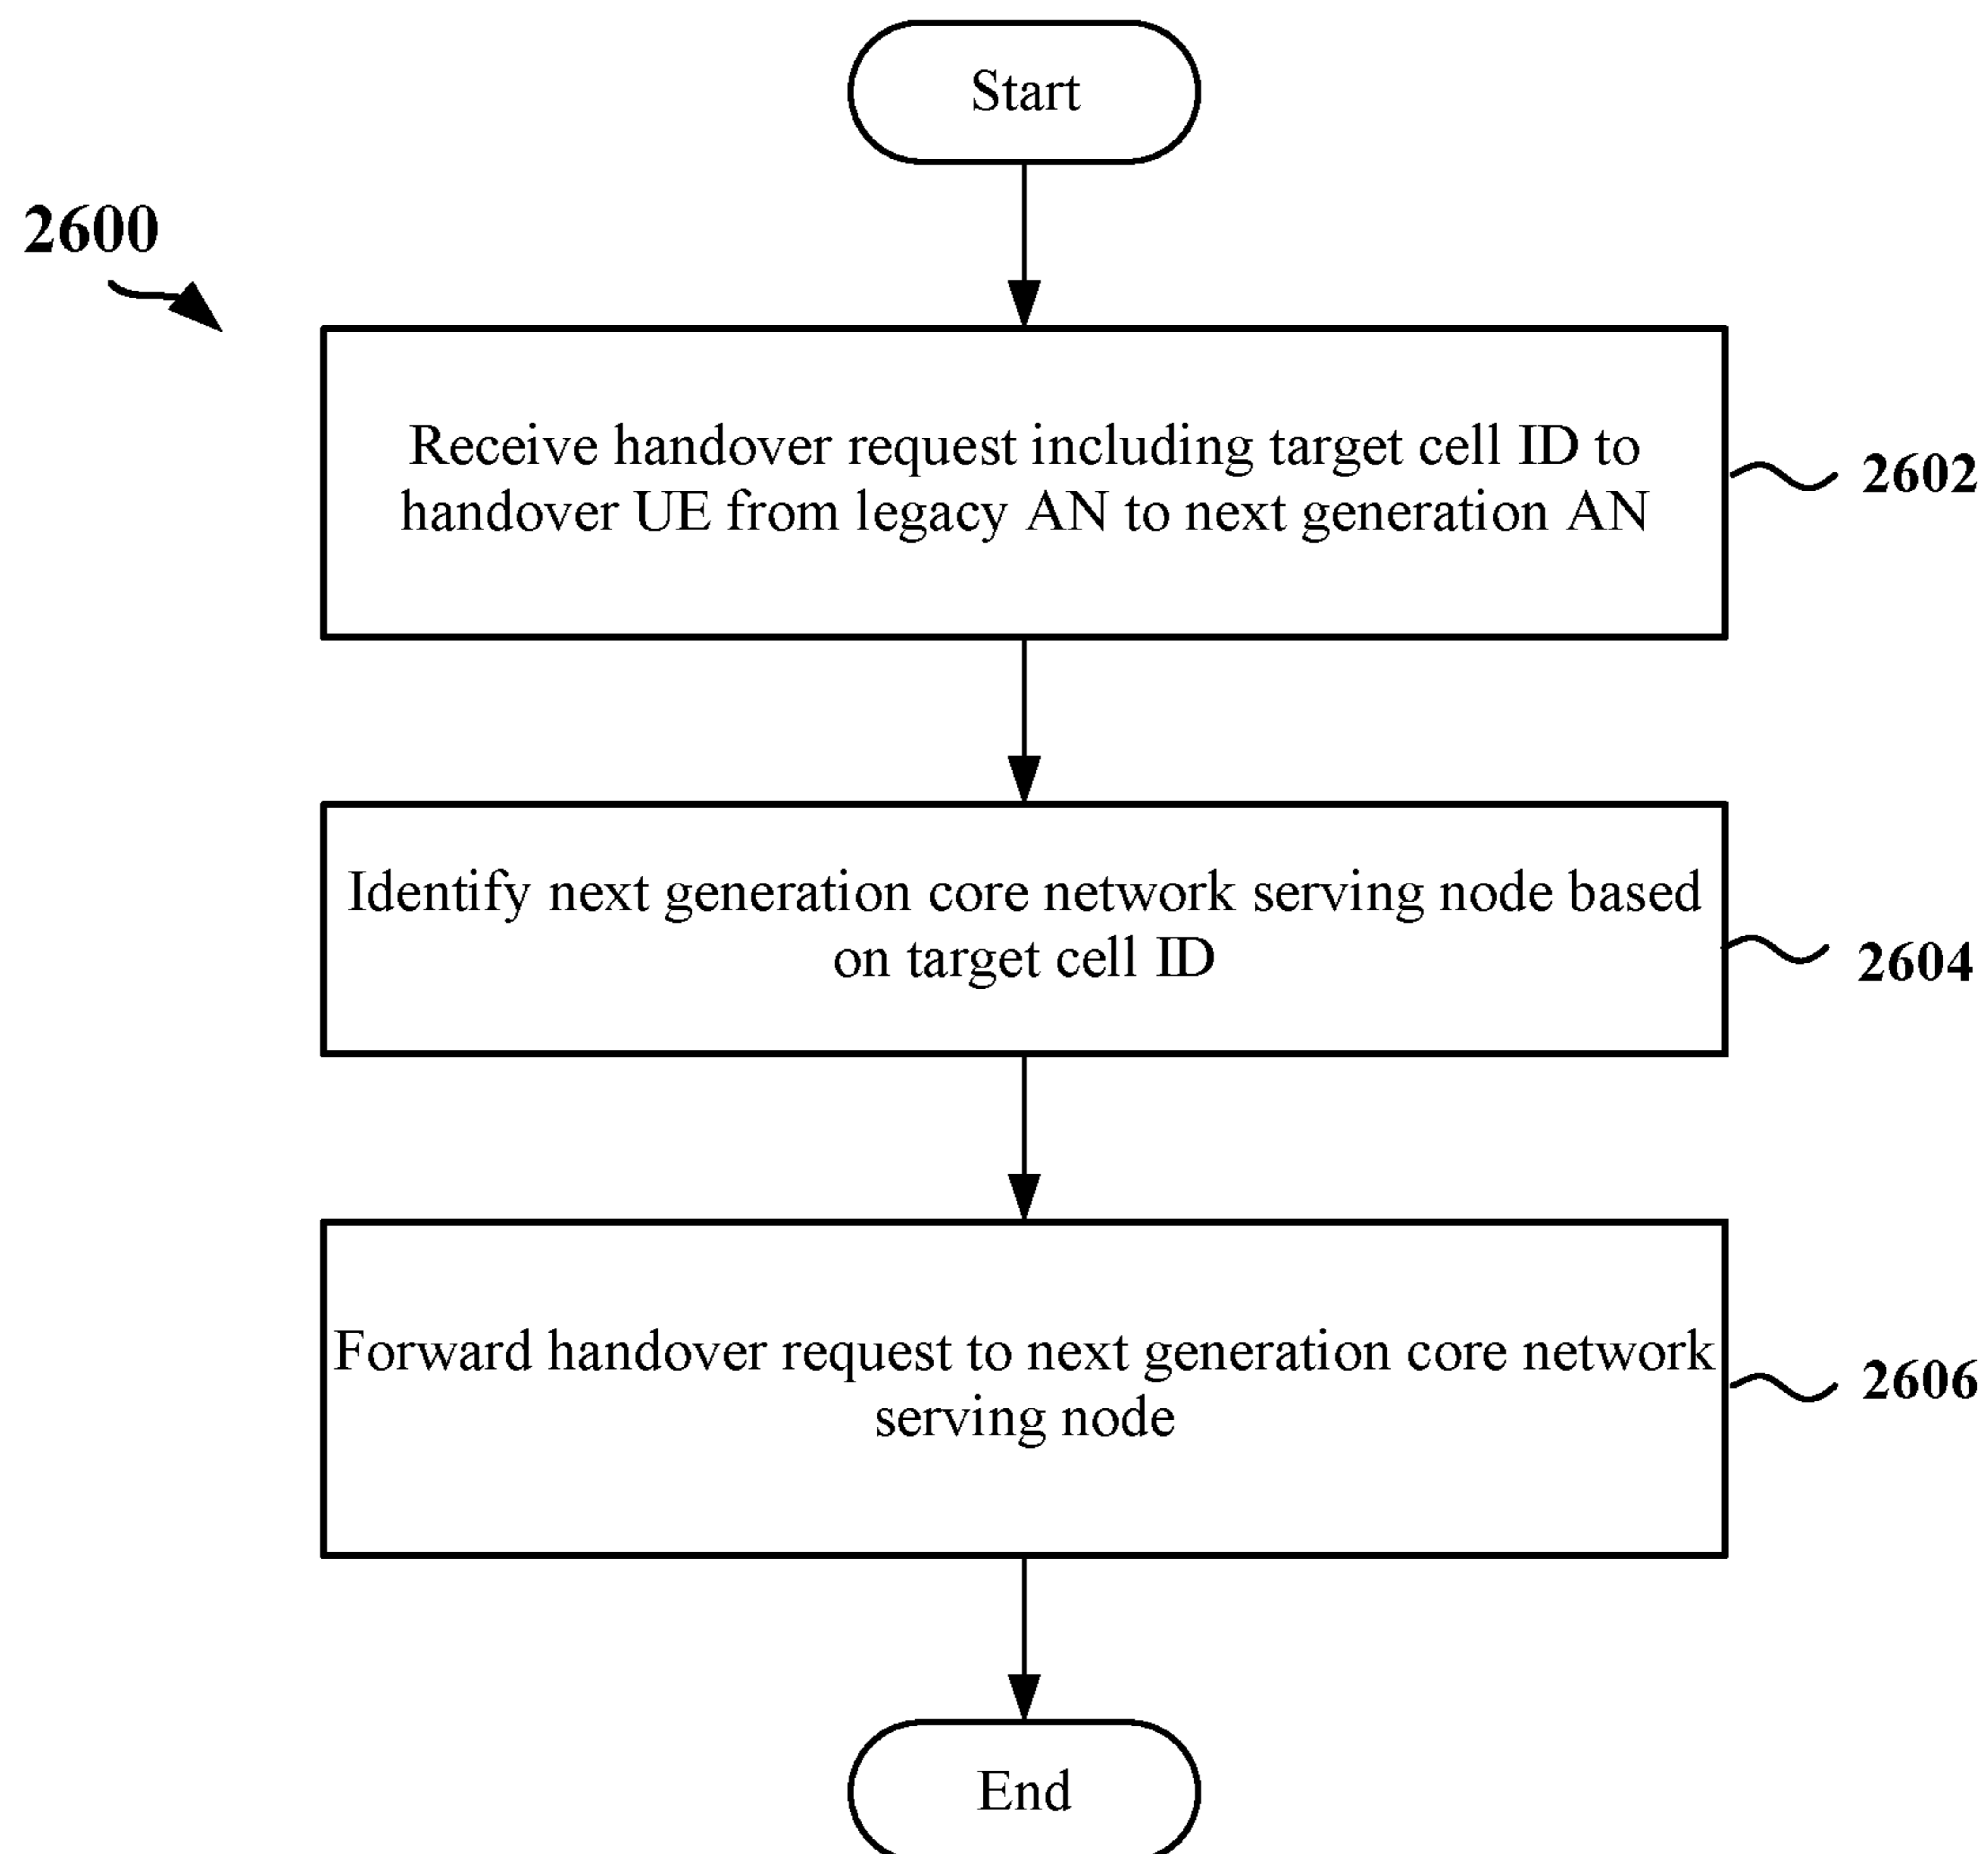 Start
2600
Receive handover request including target cell ID to
handover UE from legacy AN to next generation AN
2602
Identify next generation core network serving node based
on target cell ID
2604
Forward handover request to next generation core network
serving node
2606
End